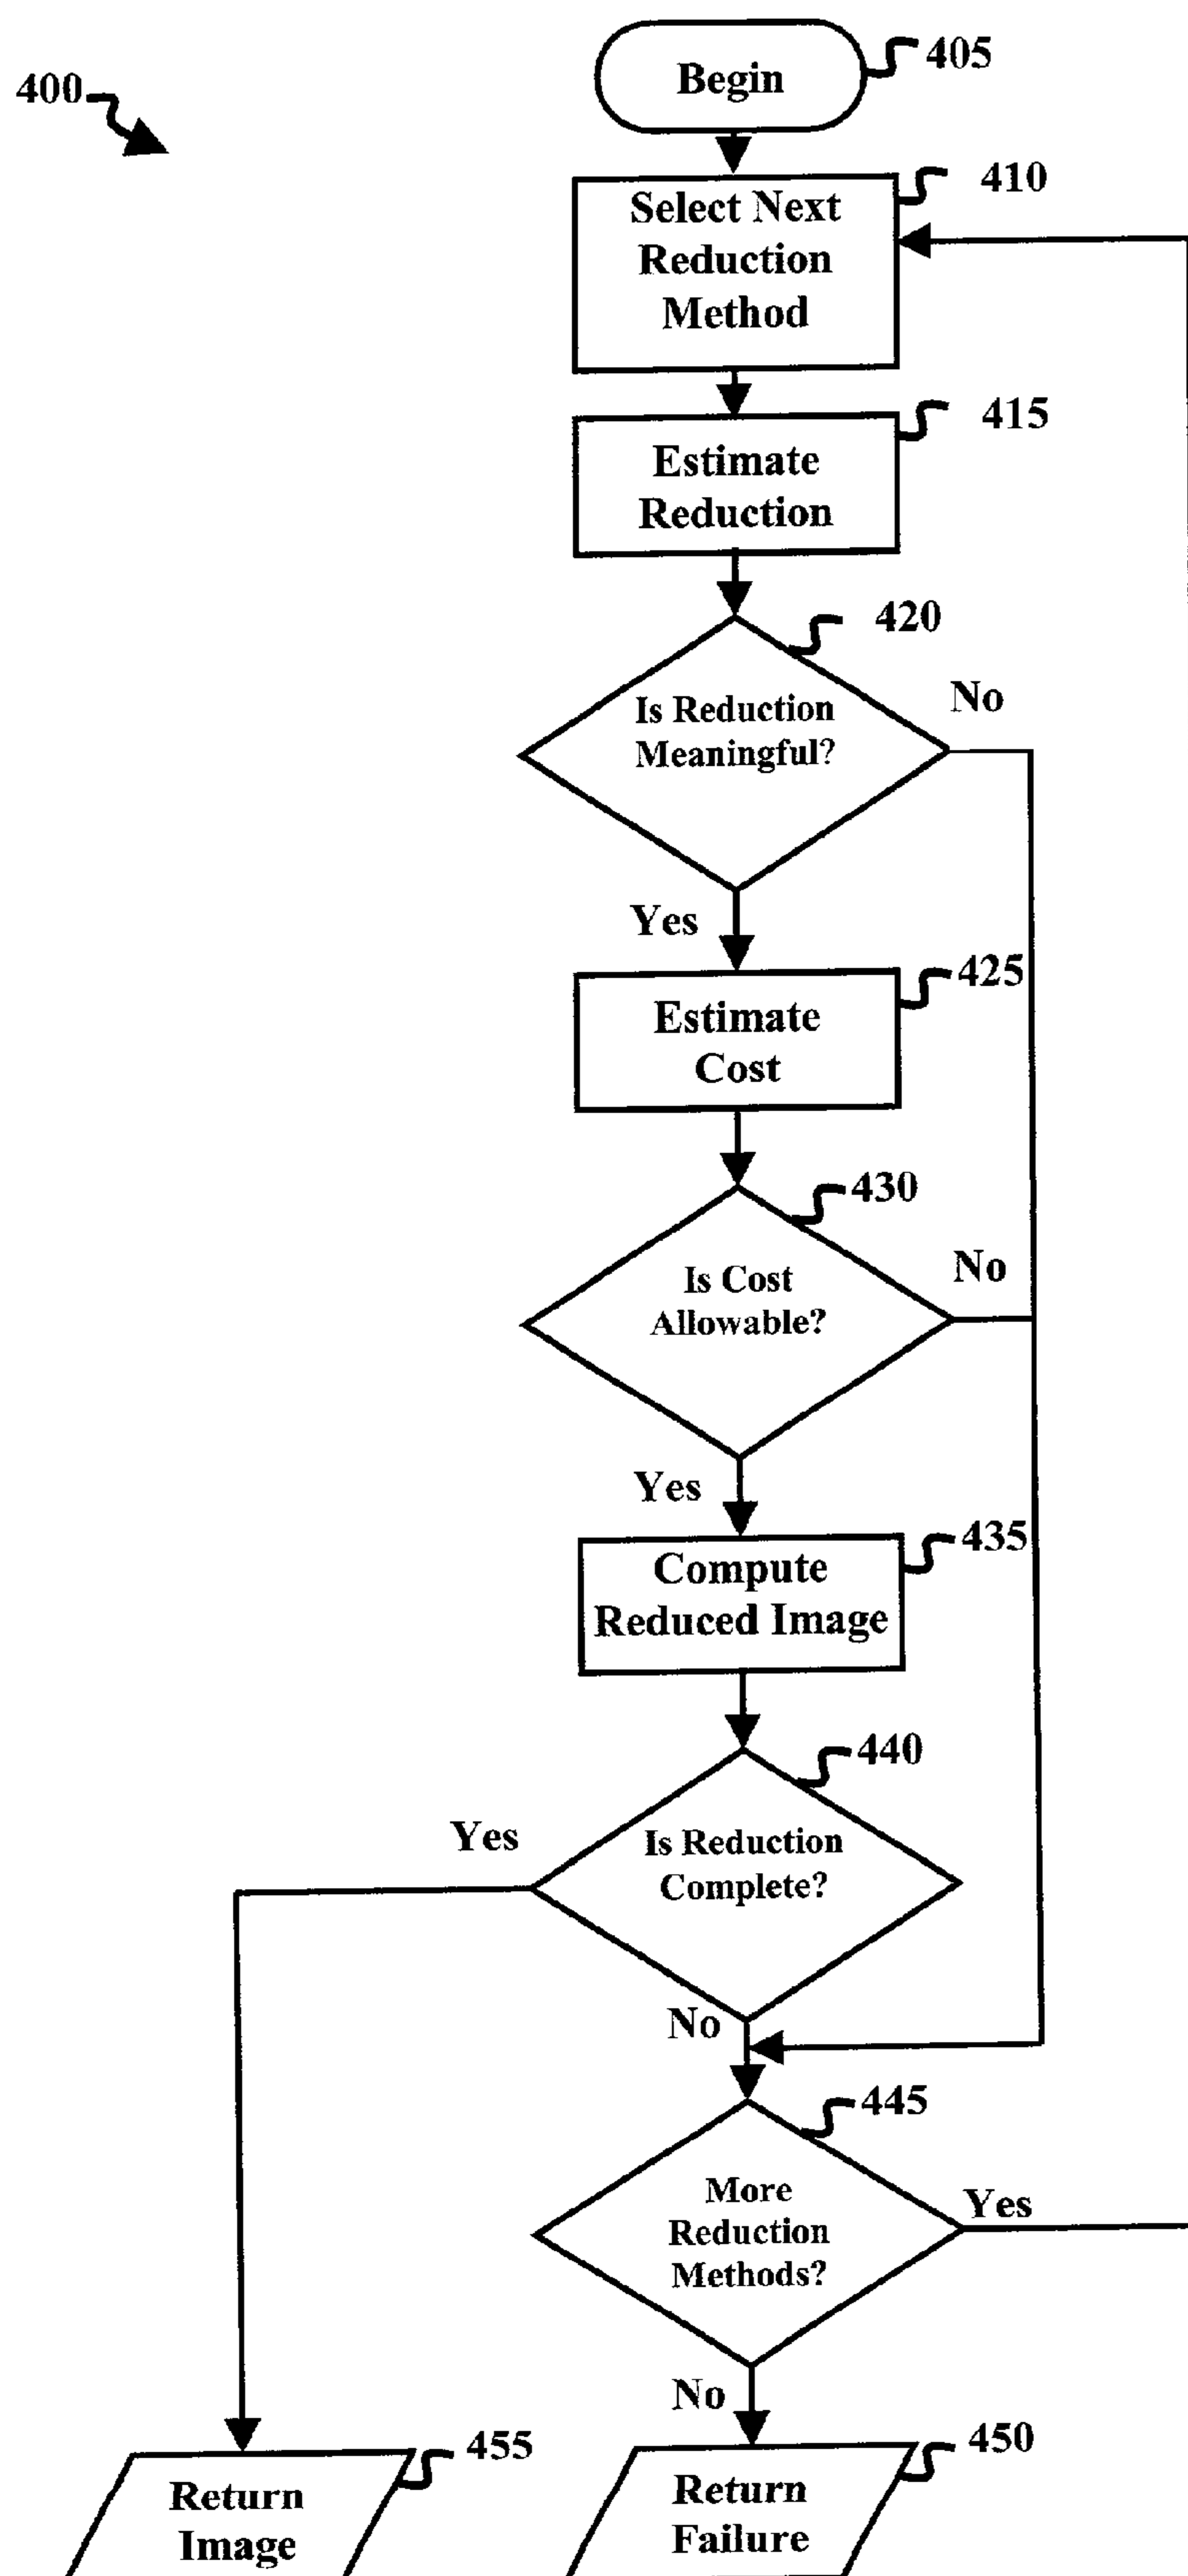 400
Begin
405
Select Next
Reduction
Method
410
Estimate
Reduction
415
Is Reduction
Meaningful?
420
No
Yes
Estimate
Cost
425
Is Cost
Allowable?
430
No
Yes
Compute
Reduced Image
435
Is Reduction
Complete?
440
Yes
No
More
Reduction
Methods?
445
Yes
No
Return
Image
455
Return
Failure
450